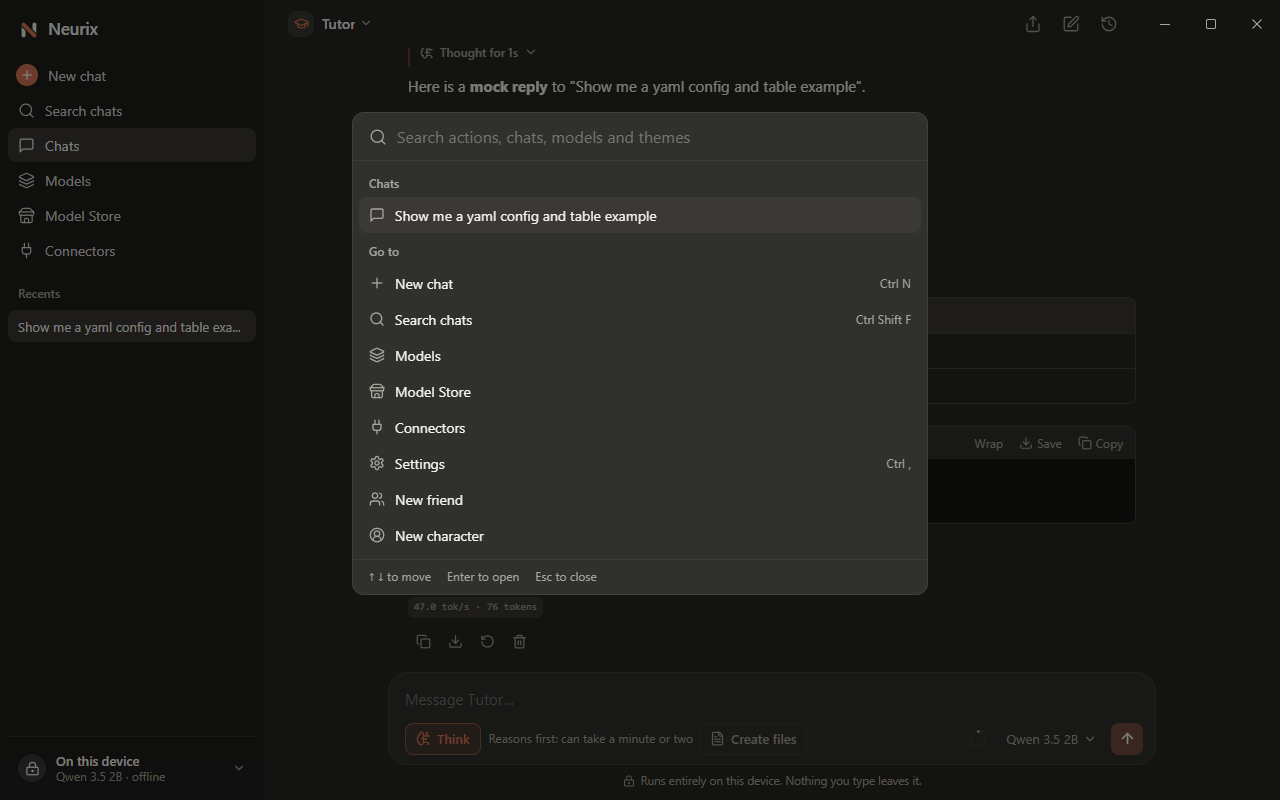 Neurix
New chat
Search chats
Chats
Models
Model Store
Connectors
Recents
Show me a yaml config and table exa...
On this device
Qwen 3.5 2B · offline
Tutor
Thought for 1s
Here is a mock reply to "Show me a yaml config and table example".
Search actions, chats, models and themes
Chats
Show me a yaml config and table example
Go to
New chat Ctrl N
Search chats Ctrl Shift F
Models
Model Store
Connectors
Settings Ctrl ,
New friend
New character
↑↓ to move Enter to open Esc to close
Wrap Save Copy
47.0 tok/s · 76 tokens
Message Tutor...
Think Reasons first: can take a minute or two Create files Qwen 3.5 2B
Runs entirely on this device. Nothing you type leaves it.